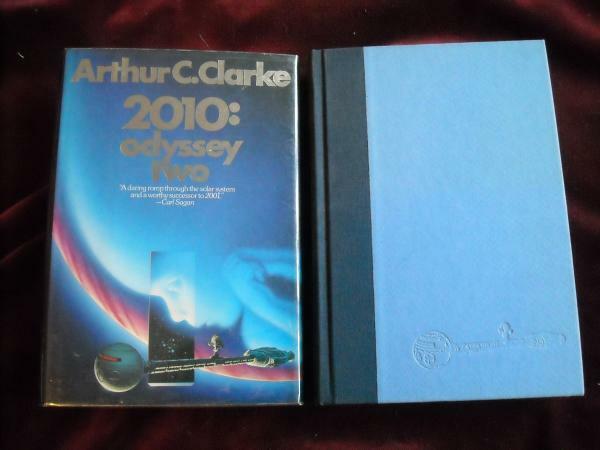 Arthur C. Clarke
2010:
odyssey
two
"A daring romp through the solar system
and a worthy successor to 2001."
—Carl Sagan